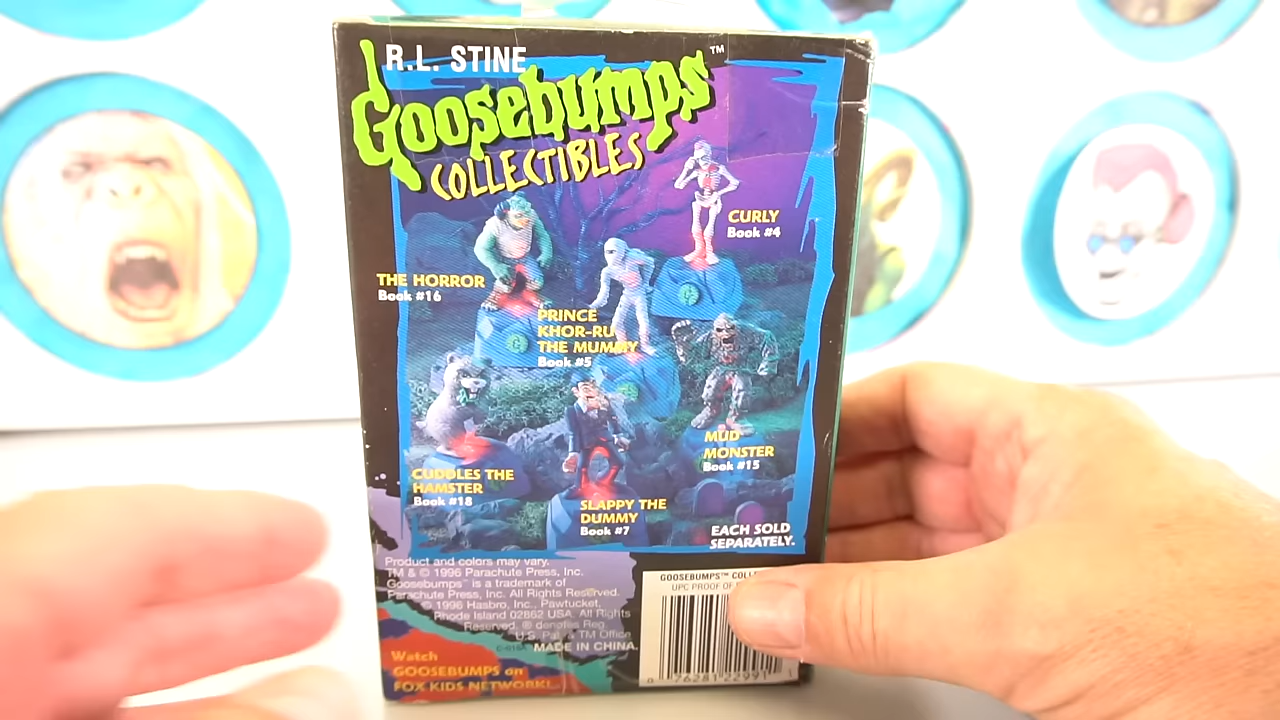 R.L. STINE
Goosebumps™
COLLECTIBLES
CURLY
Book #4
THE HORROR
Book #16
PRINCE
KHOR-RU
THE MUMMY
Book #5
MUD
MONSTER
Book #15
CUDDLES THE
HAMSTER
Book #18
SLAPPY THE
DUMMY
Book #7
EACH SOLD
SEPARATELY.
Product and colors may vary.
TM & © 1996 Parachute Press, Inc.
Goosebumps™ is a trademark of
Parachute Press, Inc. All Rights Reserved.
© 1996 Hasbro, Inc., Pawtucket,
Rhode Island 02862 USA. All Rights
Reserved. ® denotes Reg.
U.S. Pat. & TM Office
MADE IN CHINA.
GOOSEBUMPS™
UPC PROOF OF
0 76281 22991 1
Watch
GOOSEBUMPS on
FOX KIDS NETWORK!